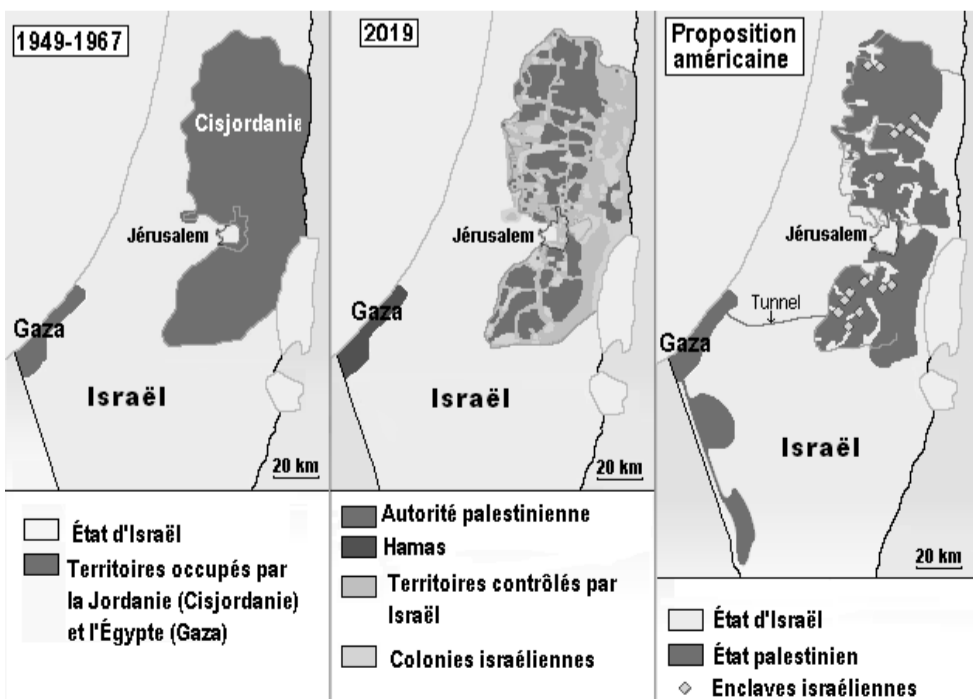 1949-1967
Cisjordanie
Jérusalem
Gaza
Israël
20 km
État d'Israël
Territoires occupés par
la Jordanie (Cisjordanie)
et l'Égypte (Gaza)
2019
Jérusalem
Gaza
Israël
20 km
Autorité palestinienne
Hamas
Territoires contrôlés par
Israël
Colonies israéliennes
Proposition
américaine
Jérusalem
Tunnel
Gaza
Israël
20 km
État d'Israël
État palestinien
Enclaves israéliennes